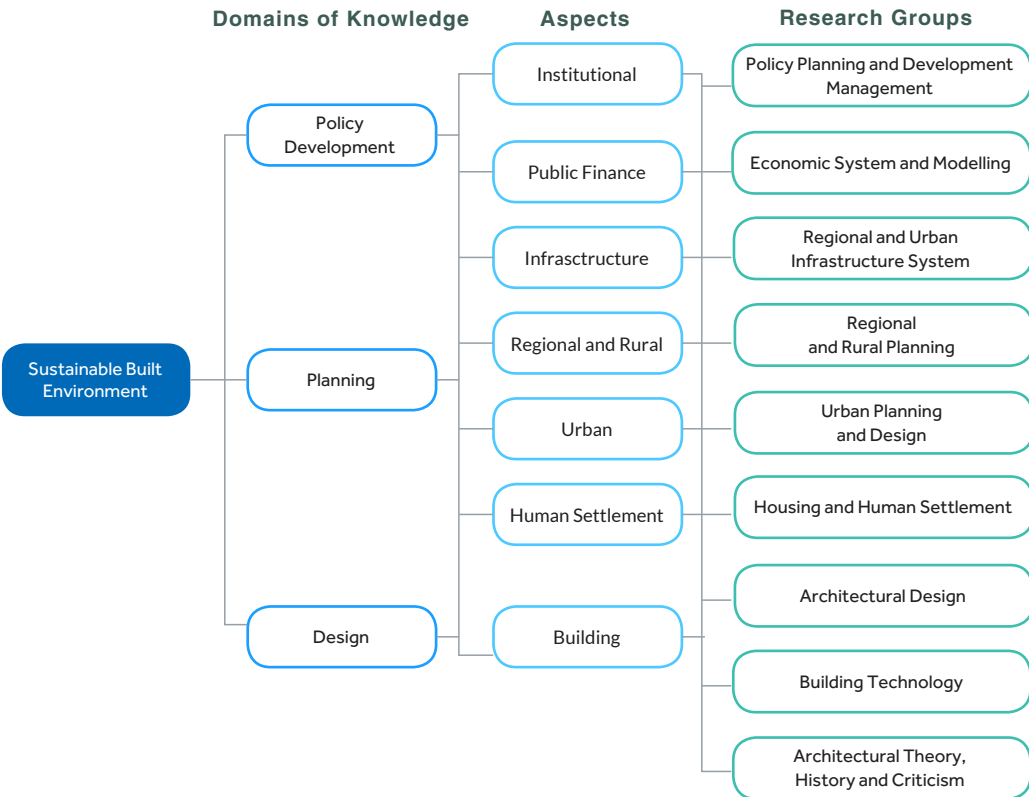 Domains of Knowledge
Aspects
Research Groups
Sustainable Built
Environment
Policy
Development
Planning
Design
Institutional
Public Finance
Infrasctructure
Regional and Rural
Urban
Human Settlement
Building
Policy Planning and Development
Management
Economic System and Modelling
Regional and Urban
Infrastructure System
Regional
and Rural Planning
Urban Planning
and Design
Housing and Human Settlement
Architectural Design
Building Technology
Architectural Theory,
History and Criticism